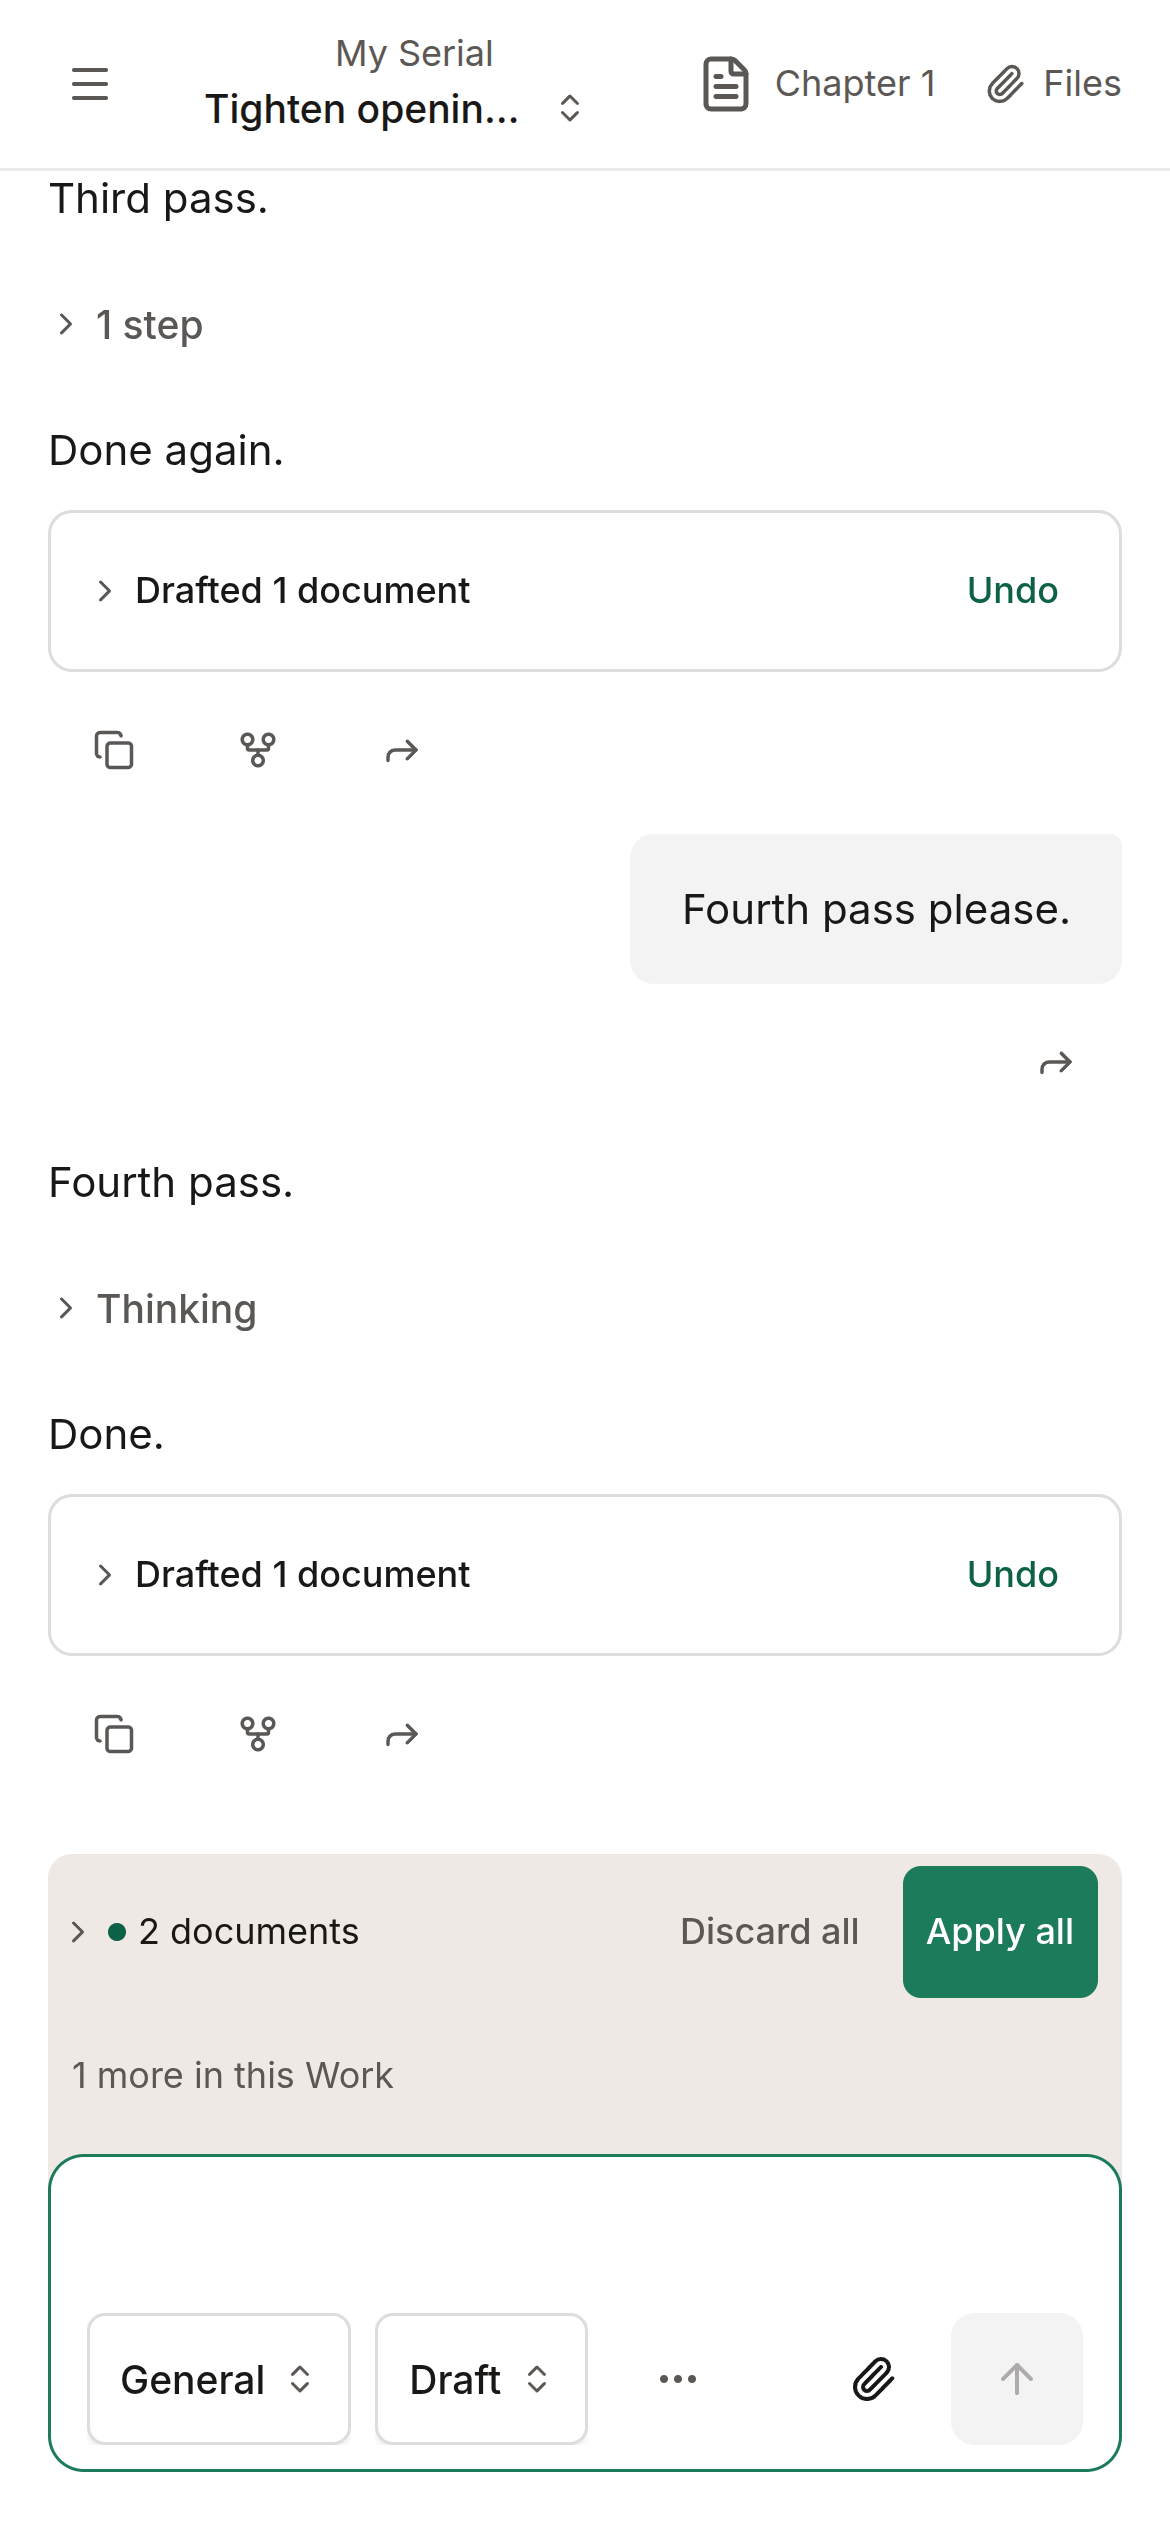 My Serial
Tighten openin...
Chapter 1
Files
Third pass.
1 step
Done again.
Drafted 1 document
Undo
Fourth pass please.
Fourth pass.
Thinking
Done.
Drafted 1 document
Undo
2 documents
Discard all
Apply all
1 more in this Work
General
Draft